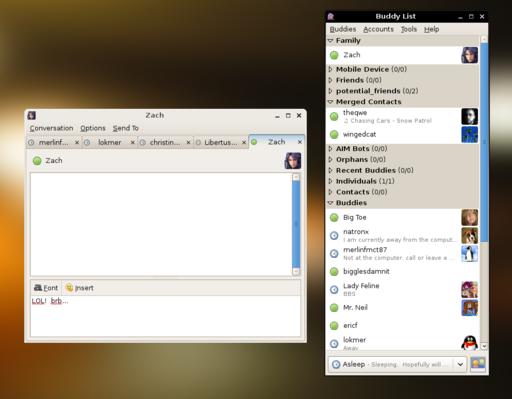 Zach
Conversation Options Send To
merlinf... lokmer christin... Libertus... Zach
Zach
Font Insert
LOL! brb...
Buddy List
Buddies Accounts Tools Help
Family
Zach
Mobile Device (0/0)
Friends (0/0)
potential_friends (0/2)
Merged Contacts
theqwe
♫ Chasing Cars - Snow Patrol
wingedcat
AIM Bots (0/0)
Orphans (0/0)
Recent Buddies (0/0)
Individuals (1/1)
Contacts (0/0)
Buddies
Big Toe
natronx
I am currently away from the comput...
merlinfmct87
Not at the computer, call or leave a ...
bigglesdamnit
Lady Feline
BBS
Mr. Neil
ericf
lokmer
Away
Asleep - Sleeping. Hopefully will ...